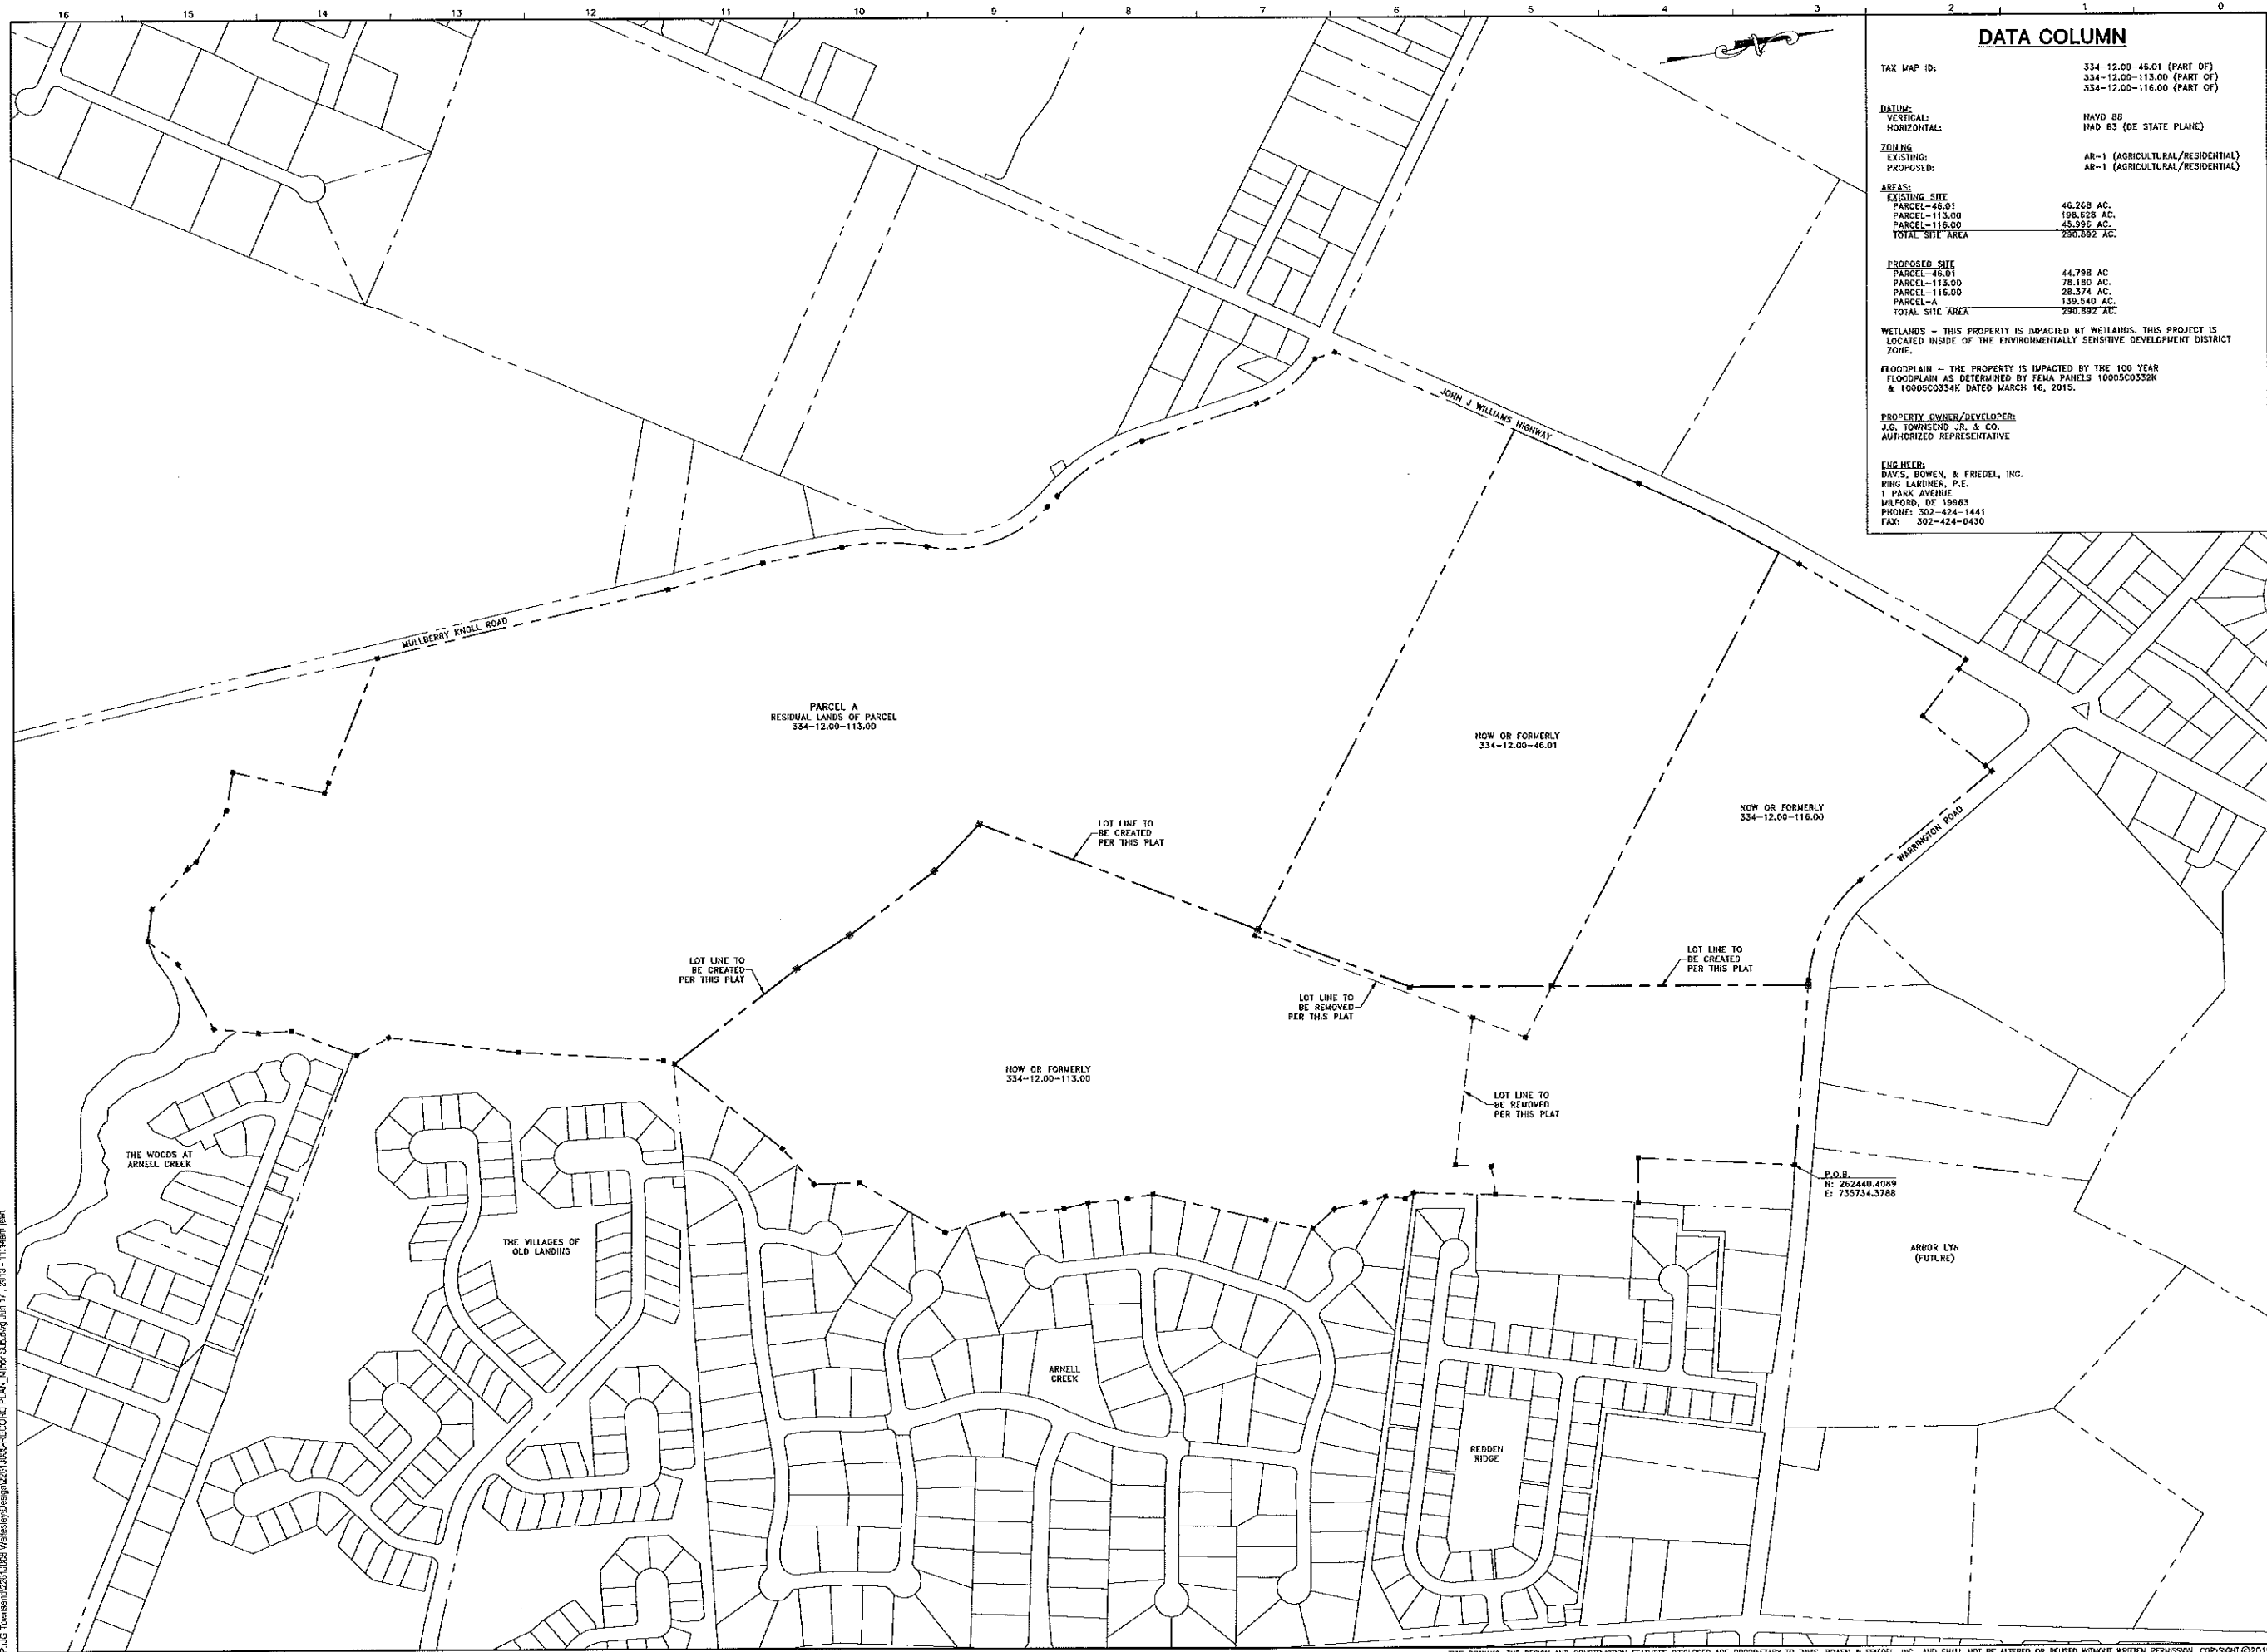 16 15 14 13 12 11 10 9 8 7 6 5 4 3 2 1 0
N
DATA COLUMN
TAX MAP ID: 334-12.00-46.01 (PART OF)
334-12.00-113.00 (PART OF)
334-12.00-116.00 (PART OF)
DATUM:
VERTICAL: NAVD 88
HORIZONTAL: NAD 83 (DE STATE PLANE)
ZONING
EXISTING: AR-1 (AGRICULTURAL/RESIDENTIAL)
PROPOSED: AR-1 (AGRICULTURAL/RESIDENTIAL)
AREAS:
EXISTING SITE
PARCEL-46.01 46.268 AC.
PARCEL-113.00 198.628 AC.
PARCEL-116.00 45.996 AC.
TOTAL SITE AREA 290.892 AC.
PROPOSED SITE
PARCEL-46.01 44.798 AC
PARCEL-113.00 78.180 AC.
PARCEL-116.00 28.374 AC.
PARCEL-A 139.540 AC.
TOTAL SITE AREA 290.892 AC.
WETLANDS - THIS PROPERTY IS IMPACTED BY WETLANDS. THIS PROJECT IS
LOCATED INSIDE OF THE ENVIRONMENTALLY SENSITIVE DEVELOPMENT DISTRICT
ZONE.
FLOODPLAIN - THE PROPERTY IS IMPACTED BY THE 100 YEAR
FLOODPLAIN AS DETERMINED BY FEMA PANELS 10005C0332K
& 10005C0334K DATED MARCH 16, 2015.
PROPERTY OWNER/DEVELOPER:
J.G. TOWNSEND JR. & CO.
AUTHORIZED REPRESENTATIVE
ENGINEER:
DAVIS, BOWEN, & FRIEDEL, INC.
RING LARDNER, P.E.
1 PARK AVENUE
MILFORD, DE 19963
PHONE: 302-424-1441
FAX: 302-424-0430
JOHN J WILLIAMS HIGHWAY
MULLBERRY KNOLL ROAD
PARCEL A
RESIDUAL LANDS OF PARCEL
334-12.00-113.00
NOW OR FORMERLY
334-12.00-46.01
NOW OR FORMERLY
334-12.00-116.00
WARRINGTON ROAD
LOT LINE TO
BE CREATED
PER THIS PLAT
LOT LINE TO
BE CREATED
PER THIS PLAT
LOT LINE TO
BE REMOVED
PER THIS PLAT
LOT LINE TO
BE CREATED
PER THIS PLAT
NOW OR FORMERLY
334-12.00-113.00
LOT LINE TO
BE REMOVED
PER THIS PLAT
THE WOODS AT
ARNELL CREEK
P.O.B.
N: 262440.4089
E: 735734.3788
THE VILLAGES OF
OLD LANDING
ARBOR LYN
(FUTURE)
ARNELL
CREEK
REDDEN
RIDGE